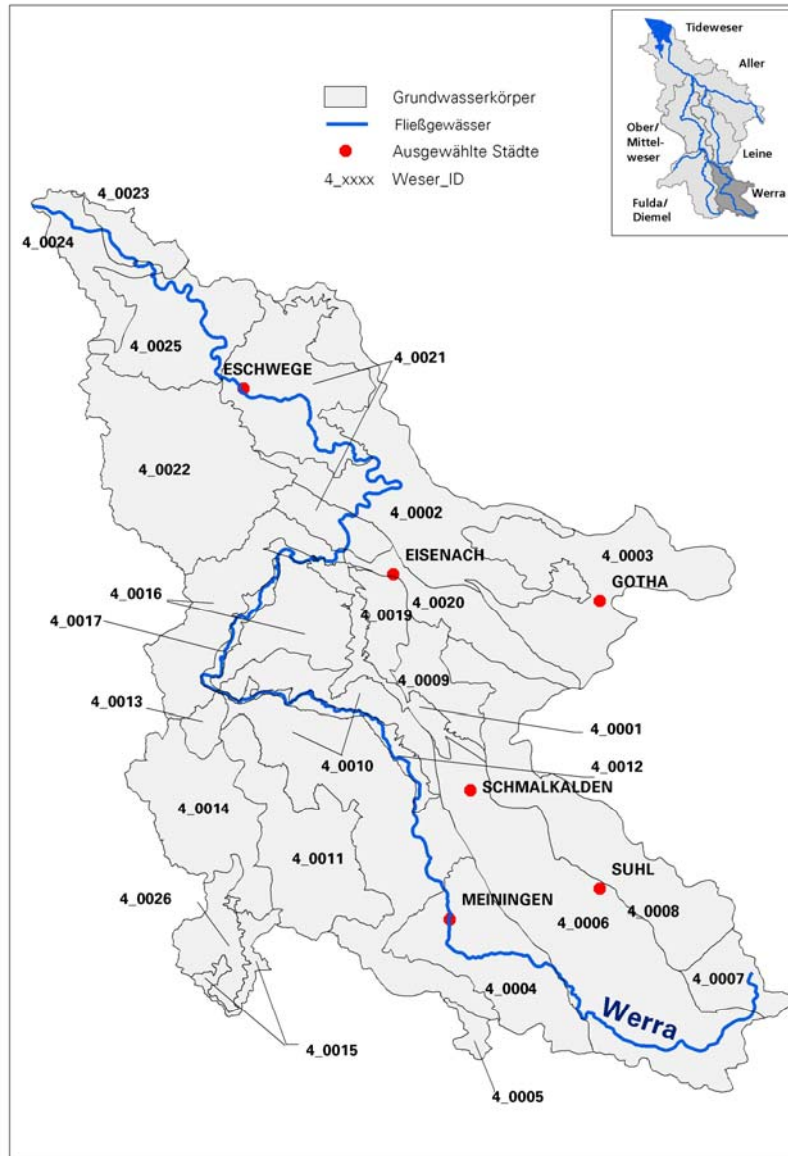 Tideweser
Aller
Ober/
Mittel-
weser
Leine
Werra
Fulda/
Diemel
Grundwasserkörper
Fließgewässer
Ausgewählte Städte
4_xxxx Weser_ID
4_0023
4_0024
4_0025
4_0021
ESCHWEGE
4_0022
4_0002
4_0003
EISENACH
GOTHA
4_0020
4_0016
4_0019
4_0017
4_0009
4_0013
4_0001
4_0010
4_0012
SCHMALKALDEN
4_0014
4_0011
SUHL
4_0026
MEININGEN
4_0008
4_0006
4_0007
4_0004
Werra
4_0015
4_0005